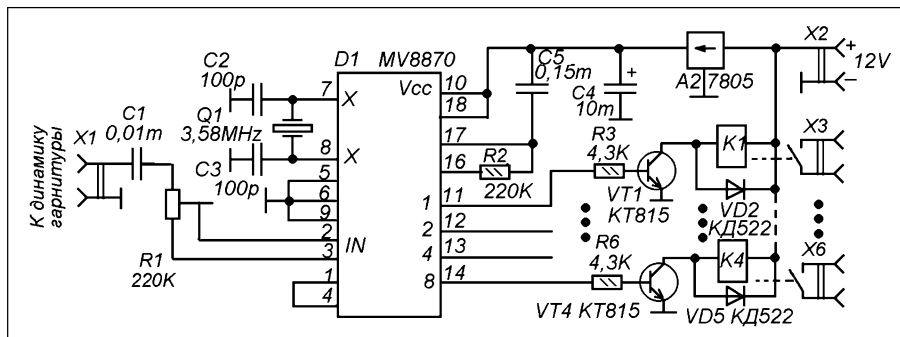 C2
100p
C1
0,01m
X1
К динамику
гарнитуры
Q1
3,58MHz
C3
100p
R1
220K
D1
MV8870
7
X
8
X
5
6
9
2
IN
3
1
4
Vcc
10
18
17
16
1
11
2
12
4
13
8
14
R2
220K
C5
0,15m
C4
+
10m
A2 7805
X2
+
12V
−
R3
4,3K
VT1
KT815
K1
VD2
КД522
X3
R6
4,3K
VT4 KT815
K4
VD5 КД522
X6